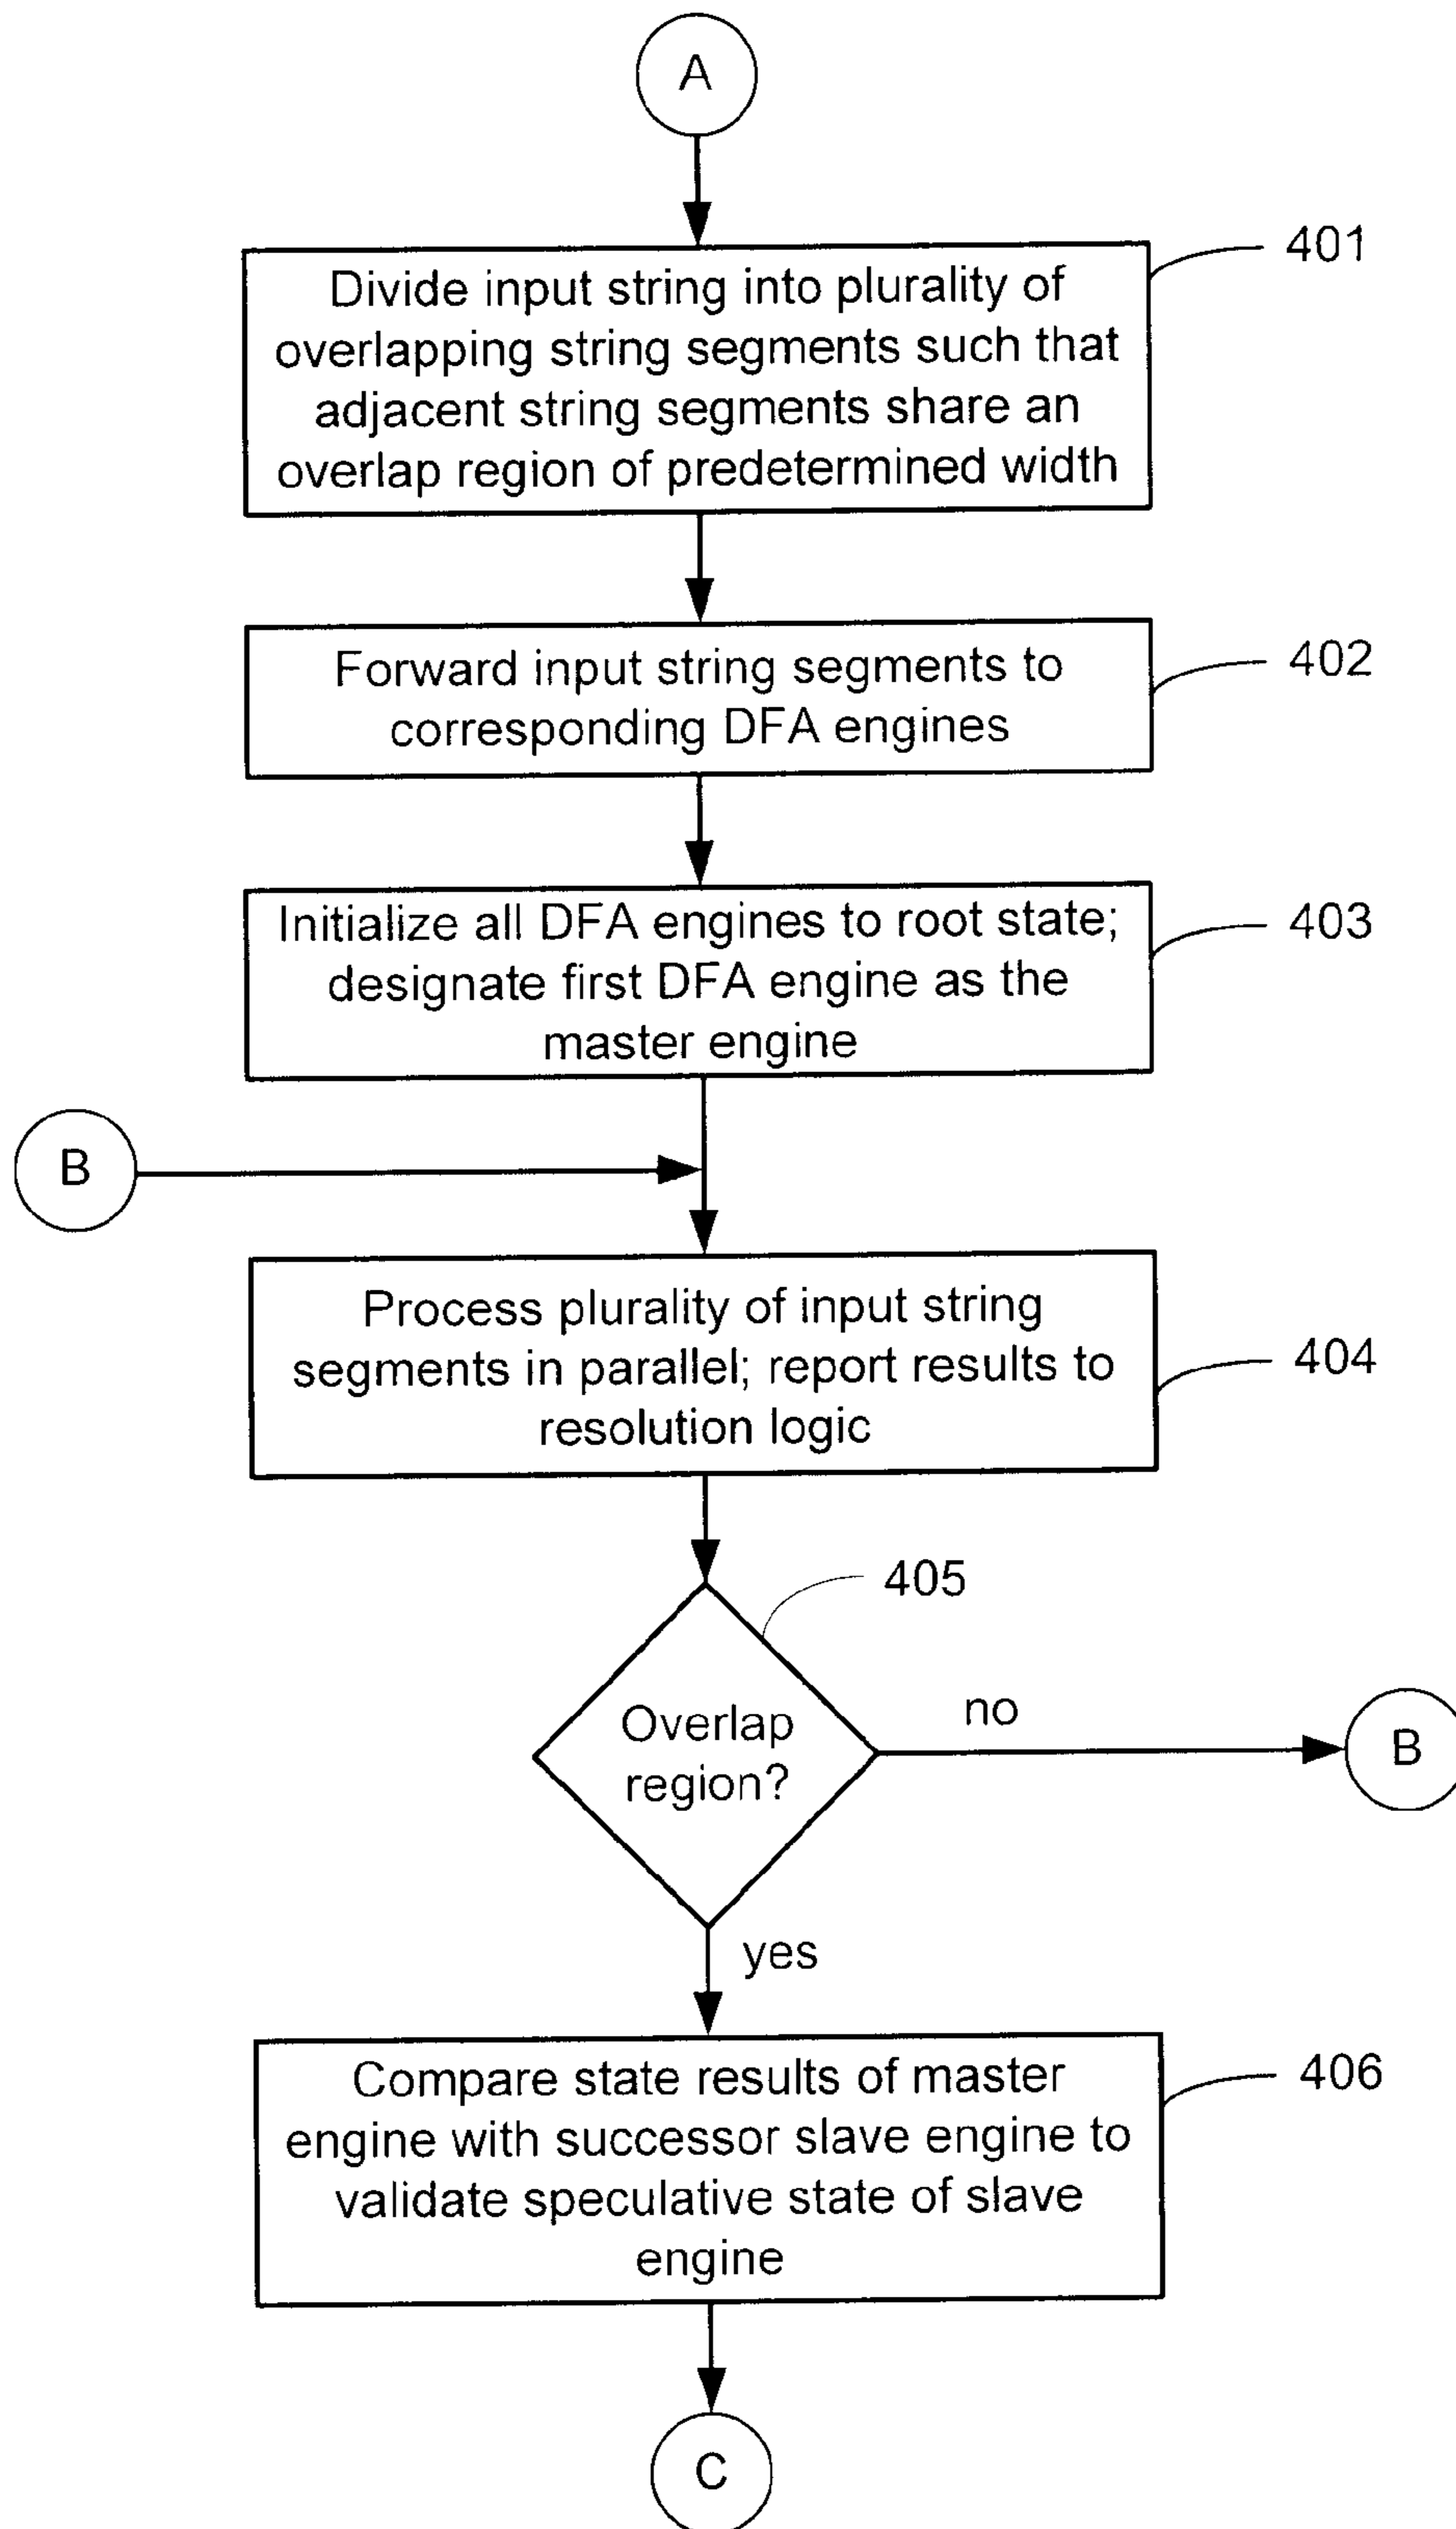 A
Divide input string into plurality of
overlapping string segments such that
adjacent string segments share an
overlap region of predetermined width
401
Forward input string segments to
corresponding DFA engines
402
Initialize all DFA engines to root state;
designate first DFA engine as the
master engine
403
B
Process plurality of input string
segments in parallel; report results to
resolution logic
404
405
Overlap
region?
no
B
yes
Compare state results of master
engine with successor slave engine to
validate speculative state of slave
engine
406
C